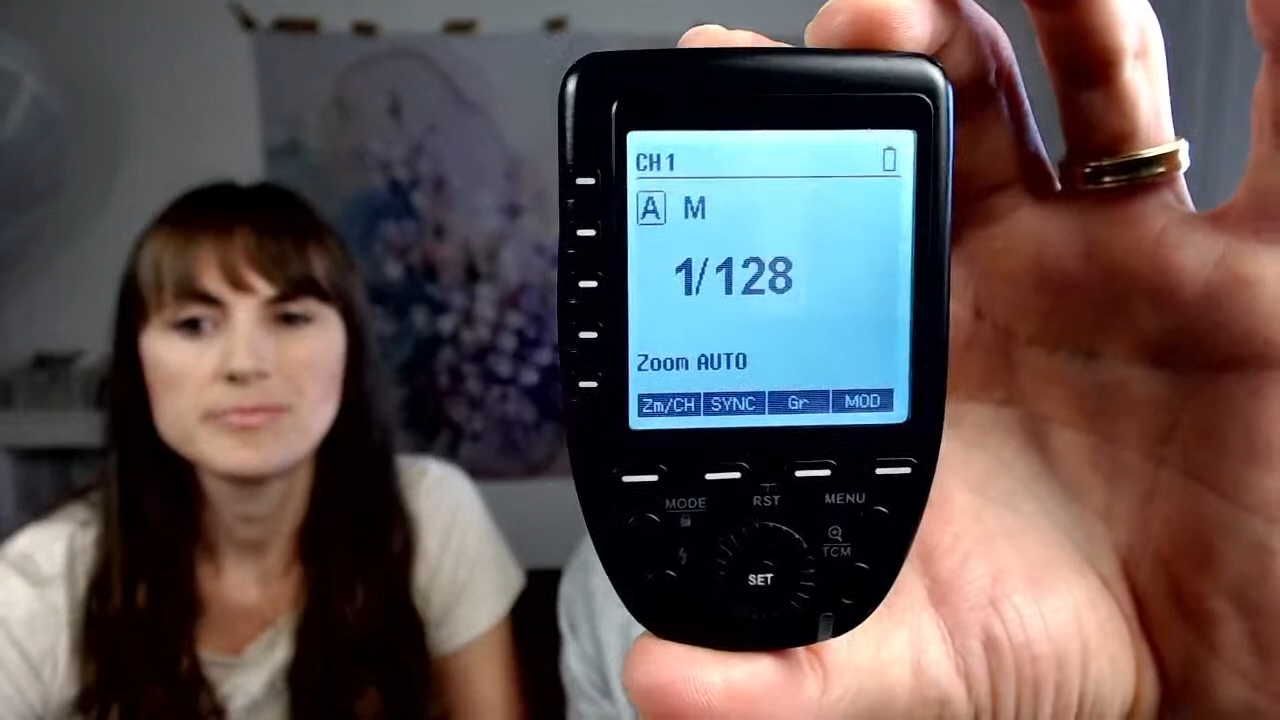 CH 1
A M
1/128
Zoom AUTO
Zm/CH SYNC Gr MOD
MODE RST MENU
TCM
SET